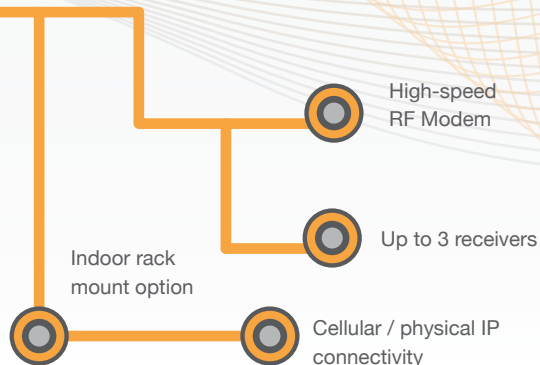 High-speed
RF Modem
Up to 3 receivers
Indoor rack
mount option
Cellular / physical IP
connectivity